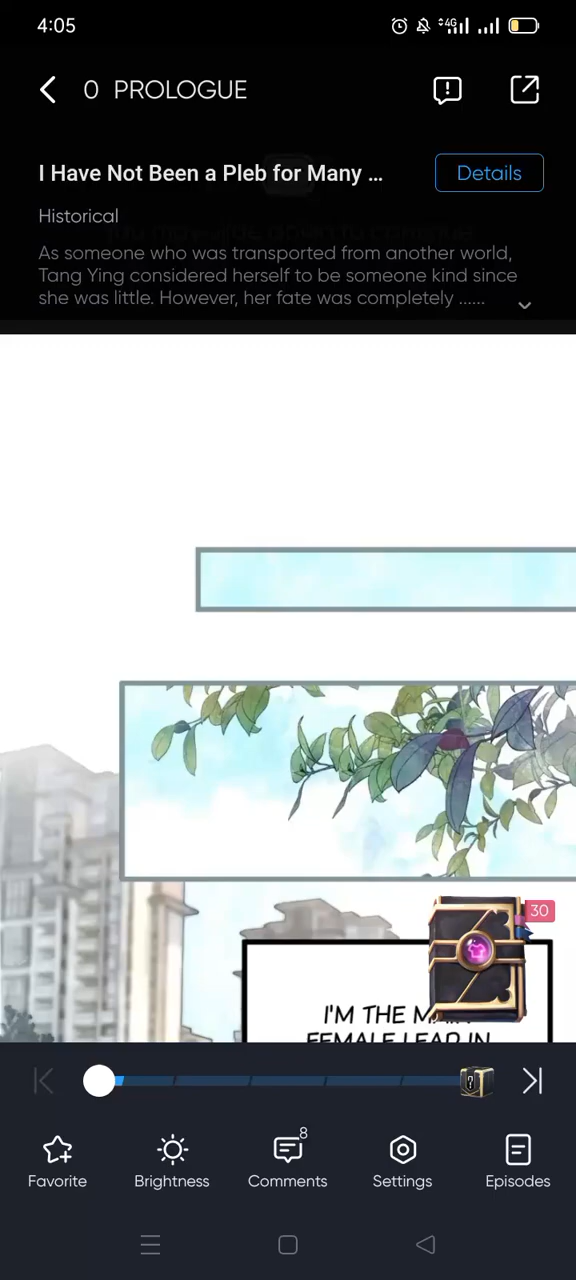 4:05
4G
0 PROLOGUE
I Have Not Been a Pleb for Many ...
Details
Historical
As someone who was transported from another world,
Tang Ying considered herself to be someone kind since
she was little. However, her fate was completely ......
30
I'M THE
FEMALE LEAD IN
?
8
Favorite
Brightness
Comments
Settings
Episodes